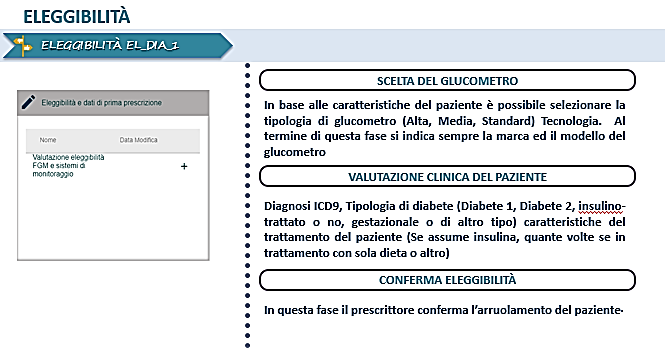 ELEGGIBILITÀ
ELEGGIBILITÀ EL_DIA_1
Eleggibilità e dati di prima prescrizione
Nome Data Modifica
Valutazione eleggibilità
FGM e sistemi di
monitoraggio
+
SCELTA DEL GLUCOMETRO
In base alle caratteristiche del paziente è possibile selezionare la
tipologia di glucometro (Alta, Media, Standard) Tecnologia. Al
termine di questa fase si indica sempre la marca ed il modello del
glucometro
VALUTAZIONE CLINICA DEL PAZIENTE
Diagnosi ICD9, Tipologia di diabete (Diabete 1, Diabete 2, insulino-
trattato o no, gestazionale o di altro tipo) caratteristiche del
trattamento del paziente (Se assume insulina, quante volte se in
trattamento con sola dieta o altro)
CONFERMA ELEGGIBILITÀ
In questa fase il prescrittore conferma l'arruolamento del paziente.